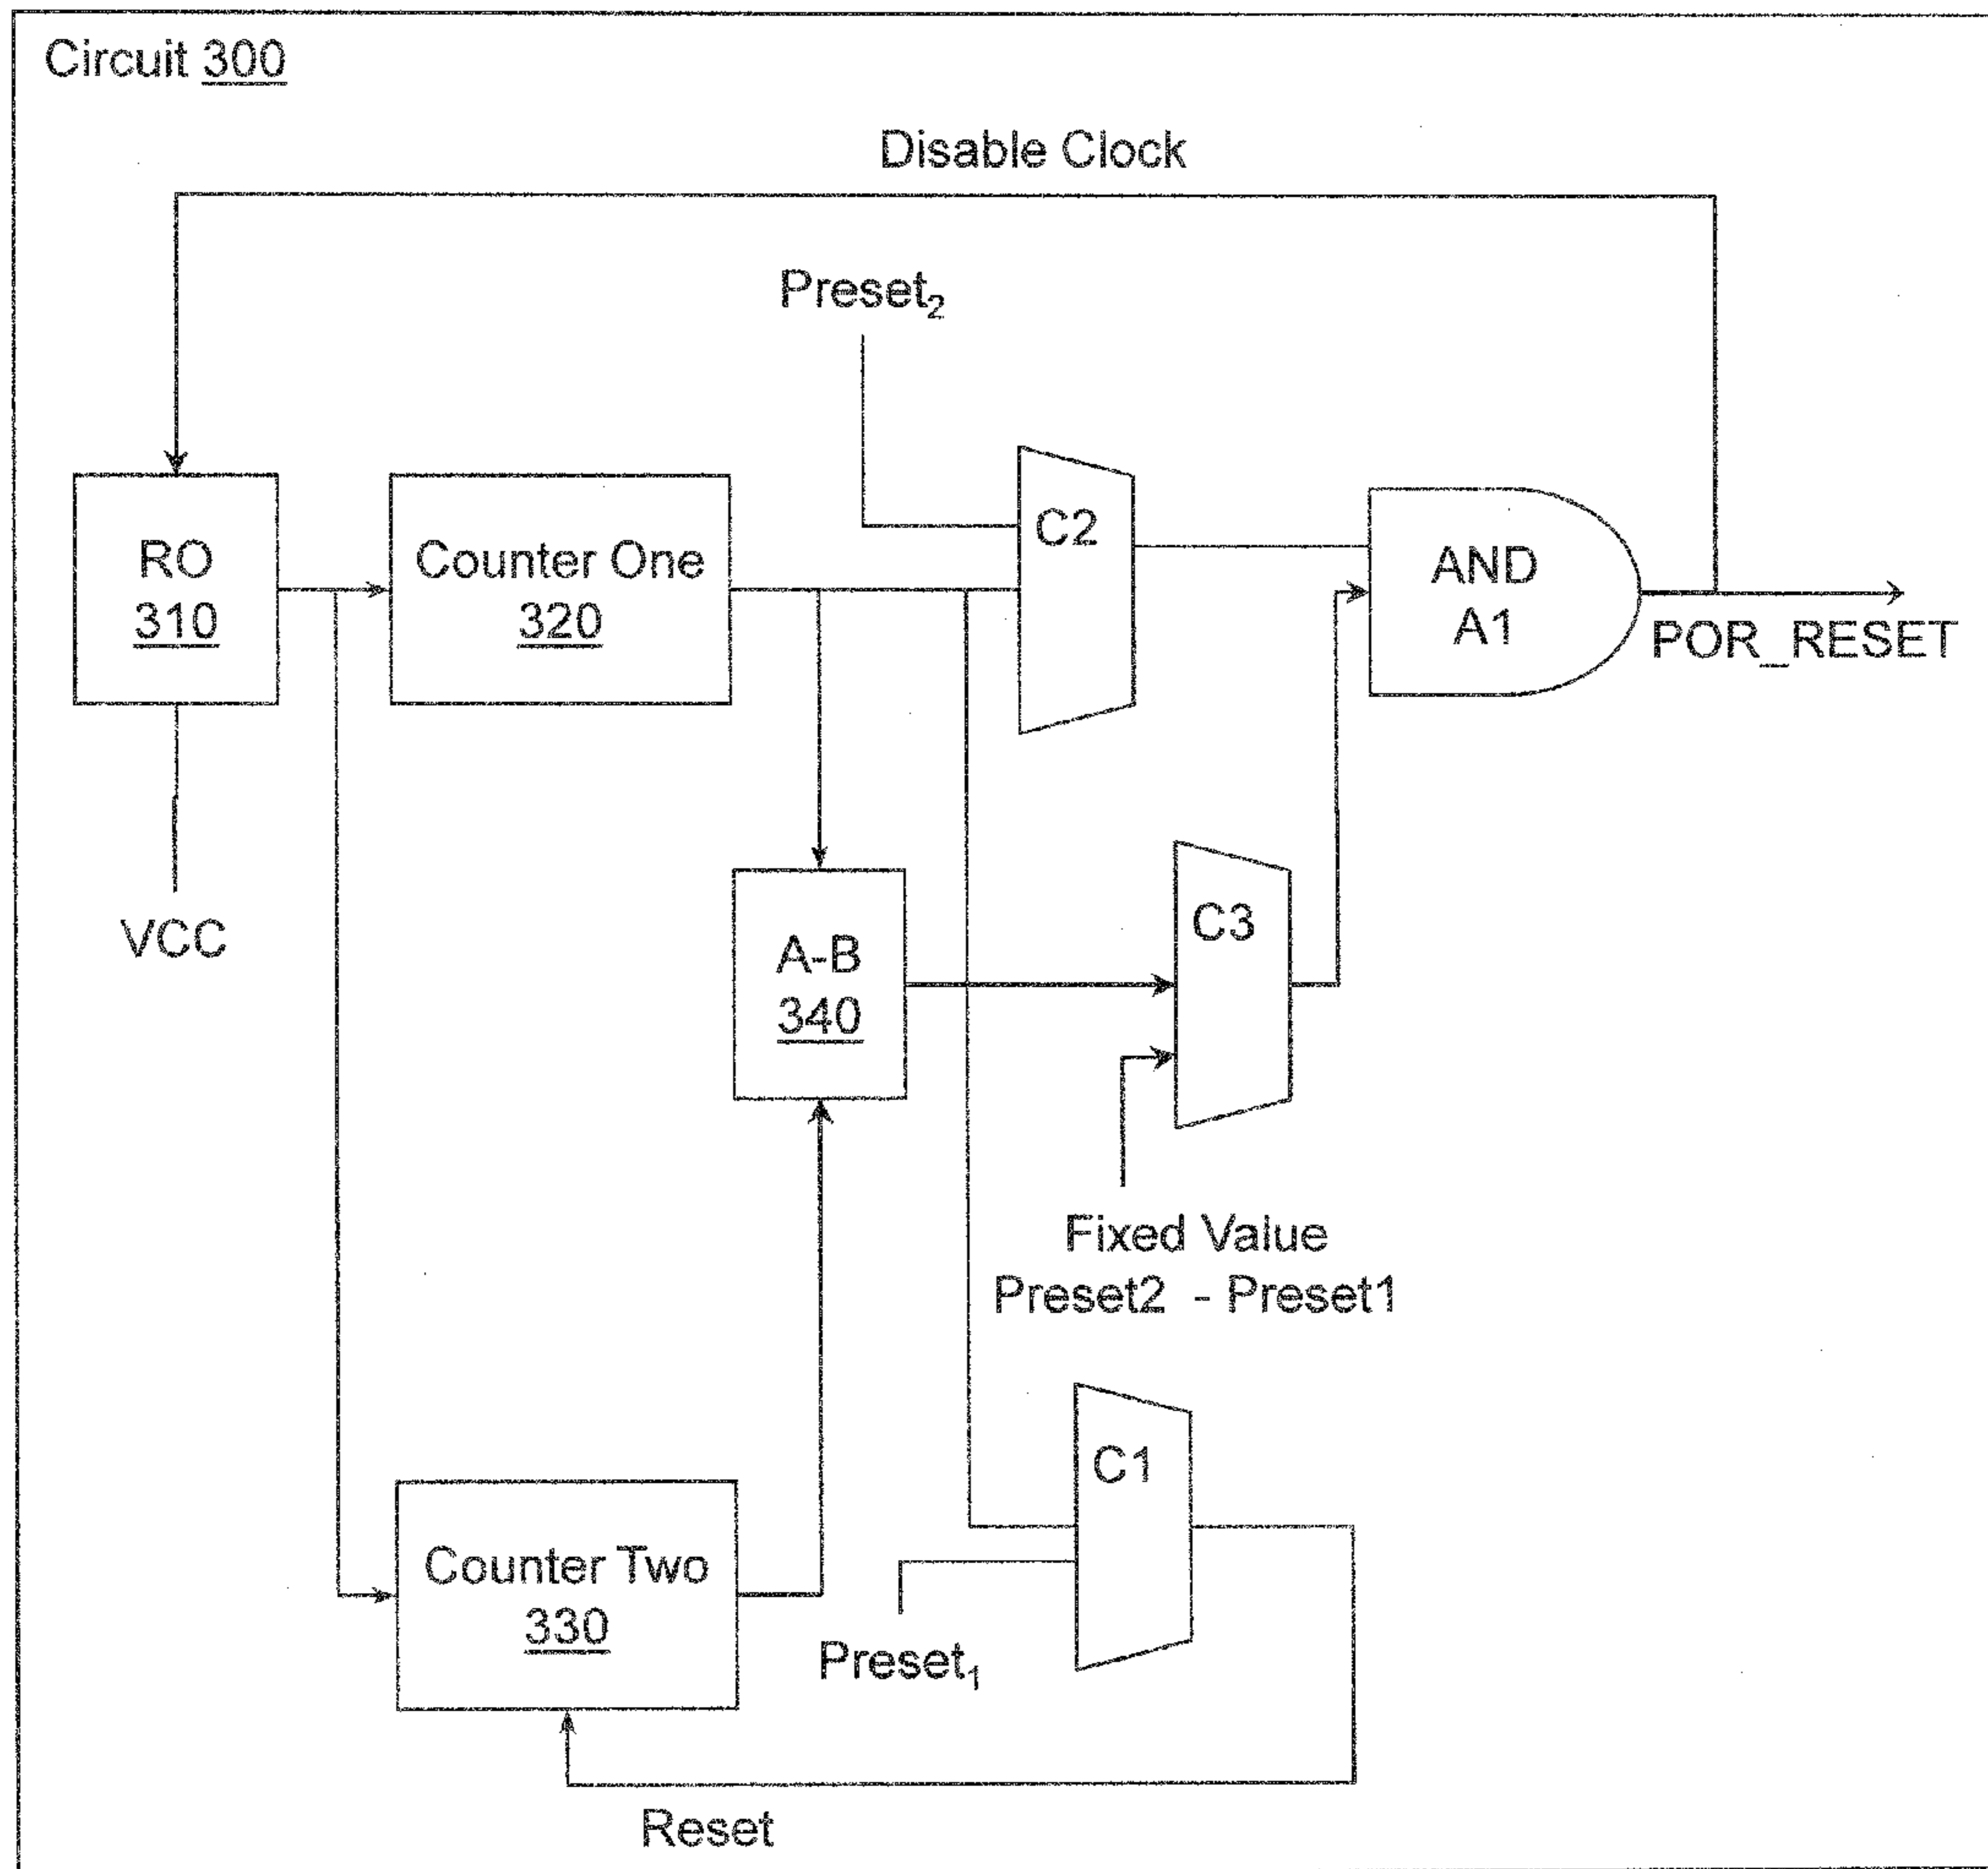 Circuit 300
Disable Clock
Preset₂
RO
310
Counter One
320
C2
AND
A1
POR_RESET
VCC
A-B
340
C3
Fixed Value
Preset2 - Preset1
C1
Counter Two
330
Preset₁
Reset